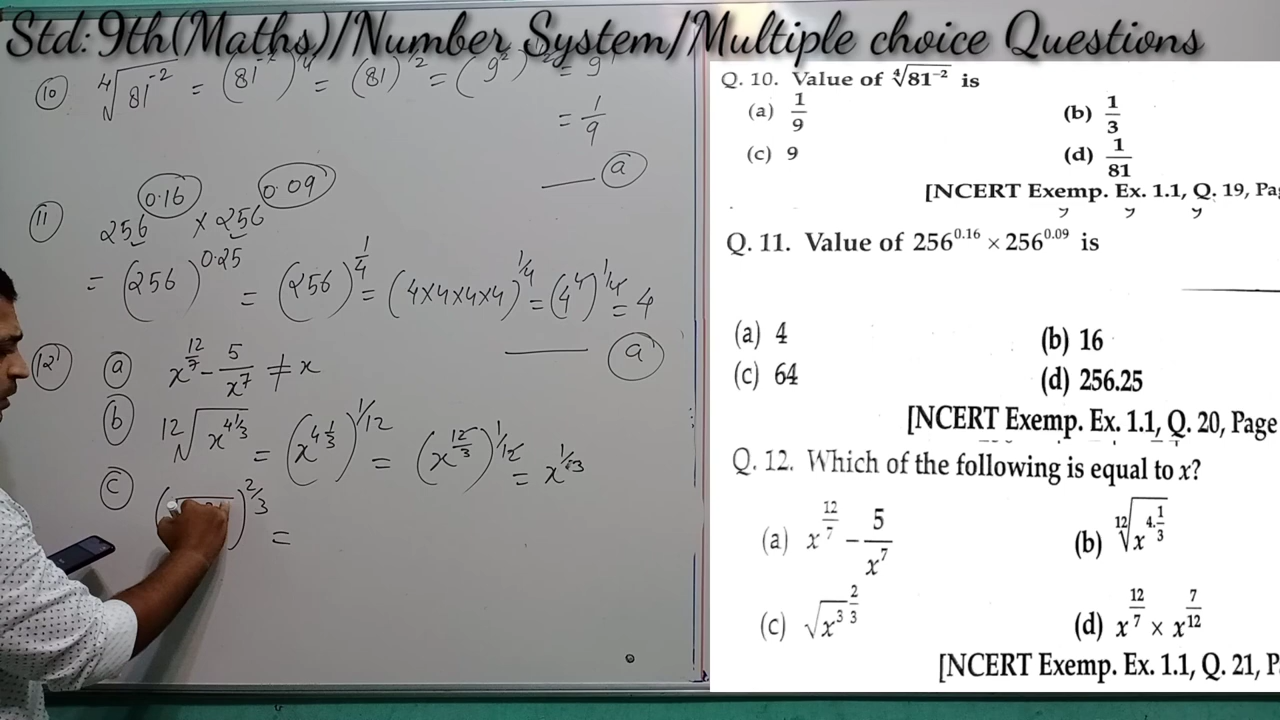 Std: 9th(Maths)/Number System/Multiple choice Questions
10 ∜81⁻² = (81⁻²)^¼ = (81)^-½ = (9²)^-½ = 9⁻¹
= 1/9
a
11 256^0.16 × 256^0.09
= (256)^0.25 = (256)^1/4 = (4×4×4×4)^1/4 = (4⁴)^1/4 = 4
a
12 a x^12/7 - 5/x⁷ ≠ x
b ¹²√x^4⅓ = (x^4⅓)^1/12 = (x^12/3)^1/12 = x^1/3
c ( )^2/3 =
Q. 10. Value of ∜81⁻² is
(a) 1/9 (b) 1/3
(c) 9 (d) 1/81
[NCERT Exemp. Ex. 1.1, Q. 19, Pa
Q. 11. Value of 256^0.16 × 256^0.09 is
(a) 4 (b) 16
(c) 64 (d) 256.25
[NCERT Exemp. Ex. 1.1, Q. 20, Page
Q. 12. Which of the following is equal to x?
(a) x^12/7 − 5/x⁷ (b) ¹²√x^4.1/3
(c) √x³^2/3 (d) x^12/7 × x^7/12
[NCERT Exemp. Ex. 1.1, Q. 21, P